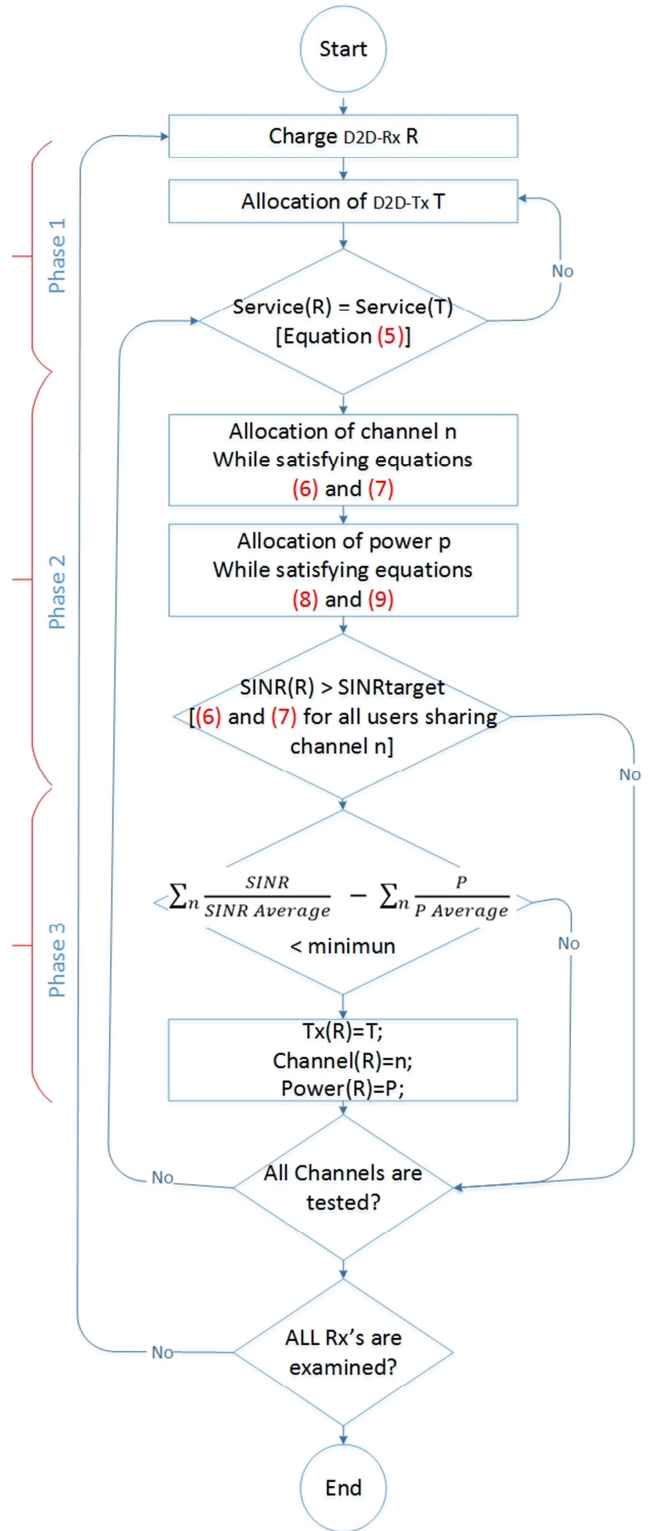 Start
Charge D2D-Rx R
Allocation of D2D-Tx T
Phase 1
No
Service(R) = Service(T)
[Equation (5)]
Allocation of channel n
While satisfying equations
(6) and (7)
Allocation of power p
While satisfying equations
(8) and (9)
Phase 2
SINR(R) > SINRtarget
[(6) and (7) for all users sharing
channel n]
No
∑n SINR / SINR Average − ∑n P / P Average
< minimun
No
Phase 3
Tx(R)=T;
Channel(R)=n;
Power(R)=P;
All Channels are
tested?
No
ALL Rx's are
examined?
No
End